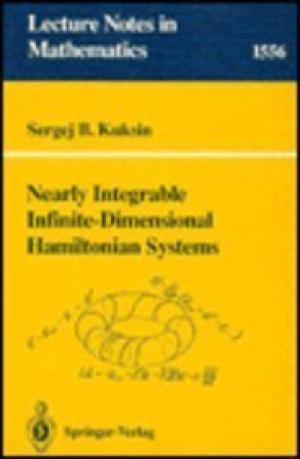 Lecture Notes in
Mathematics
1556
Sergej B. Kuksin
Nearly Integrable
Infinite-Dimensional
Hamiltonian Systems
Springer-Verlag